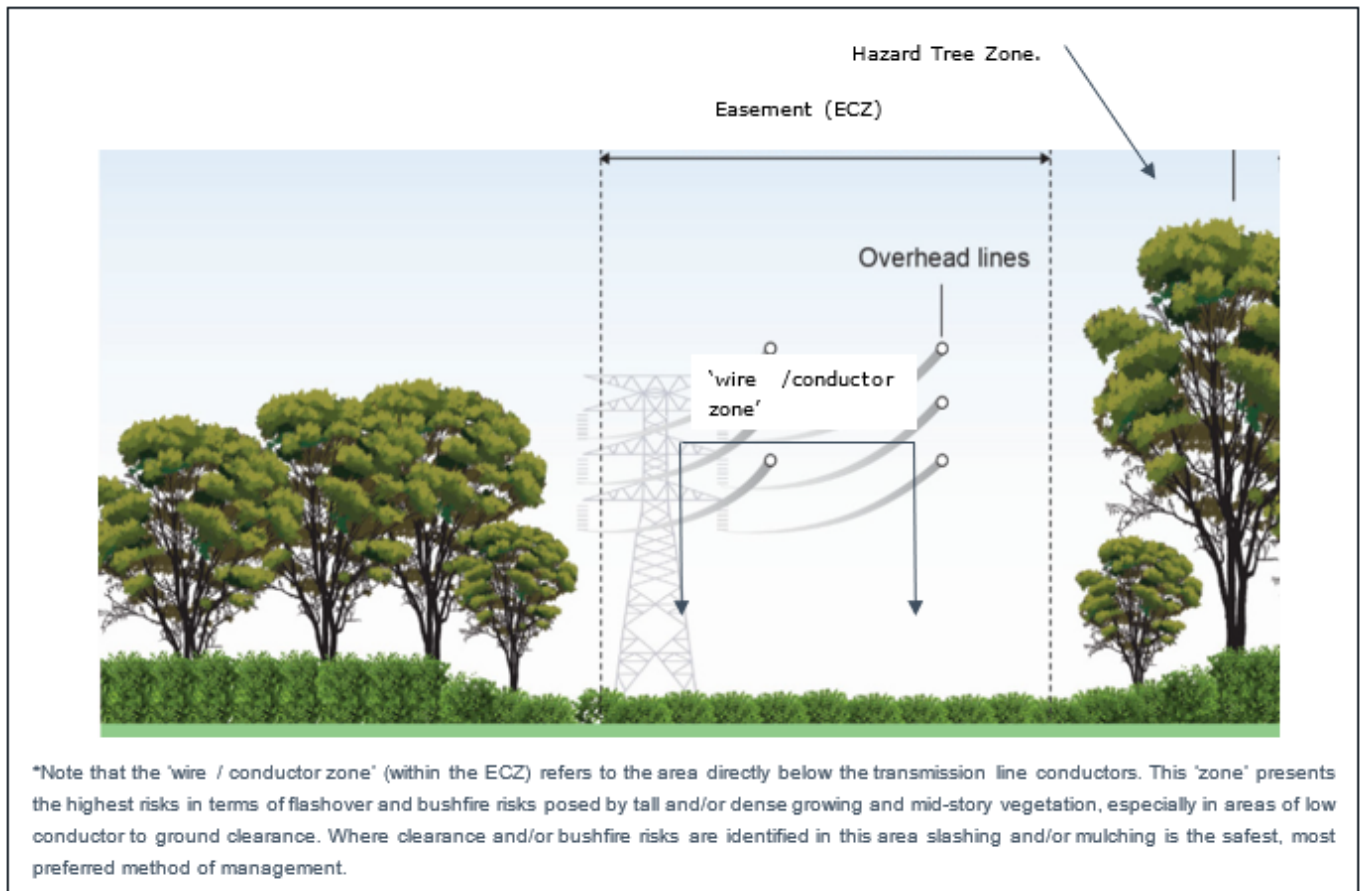 Hazard Tree Zone.
Easement (ECZ)
Overhead lines
‘wire /conductor
zone’
*Note that the ‘wire / conductor zone’ (within the ECZ) refers to the area directly below the transmission line conductors. This ‘zone’ presents
the highest risks in terms of flashover and bushfire risks posed by tall and/or dense growing and mid-story vegetation, especially in areas of low
conductor to ground clearance. Where clearance and/or bushfire risks are identified in this area slashing and/or mulching is the safest, most
preferred method of management.